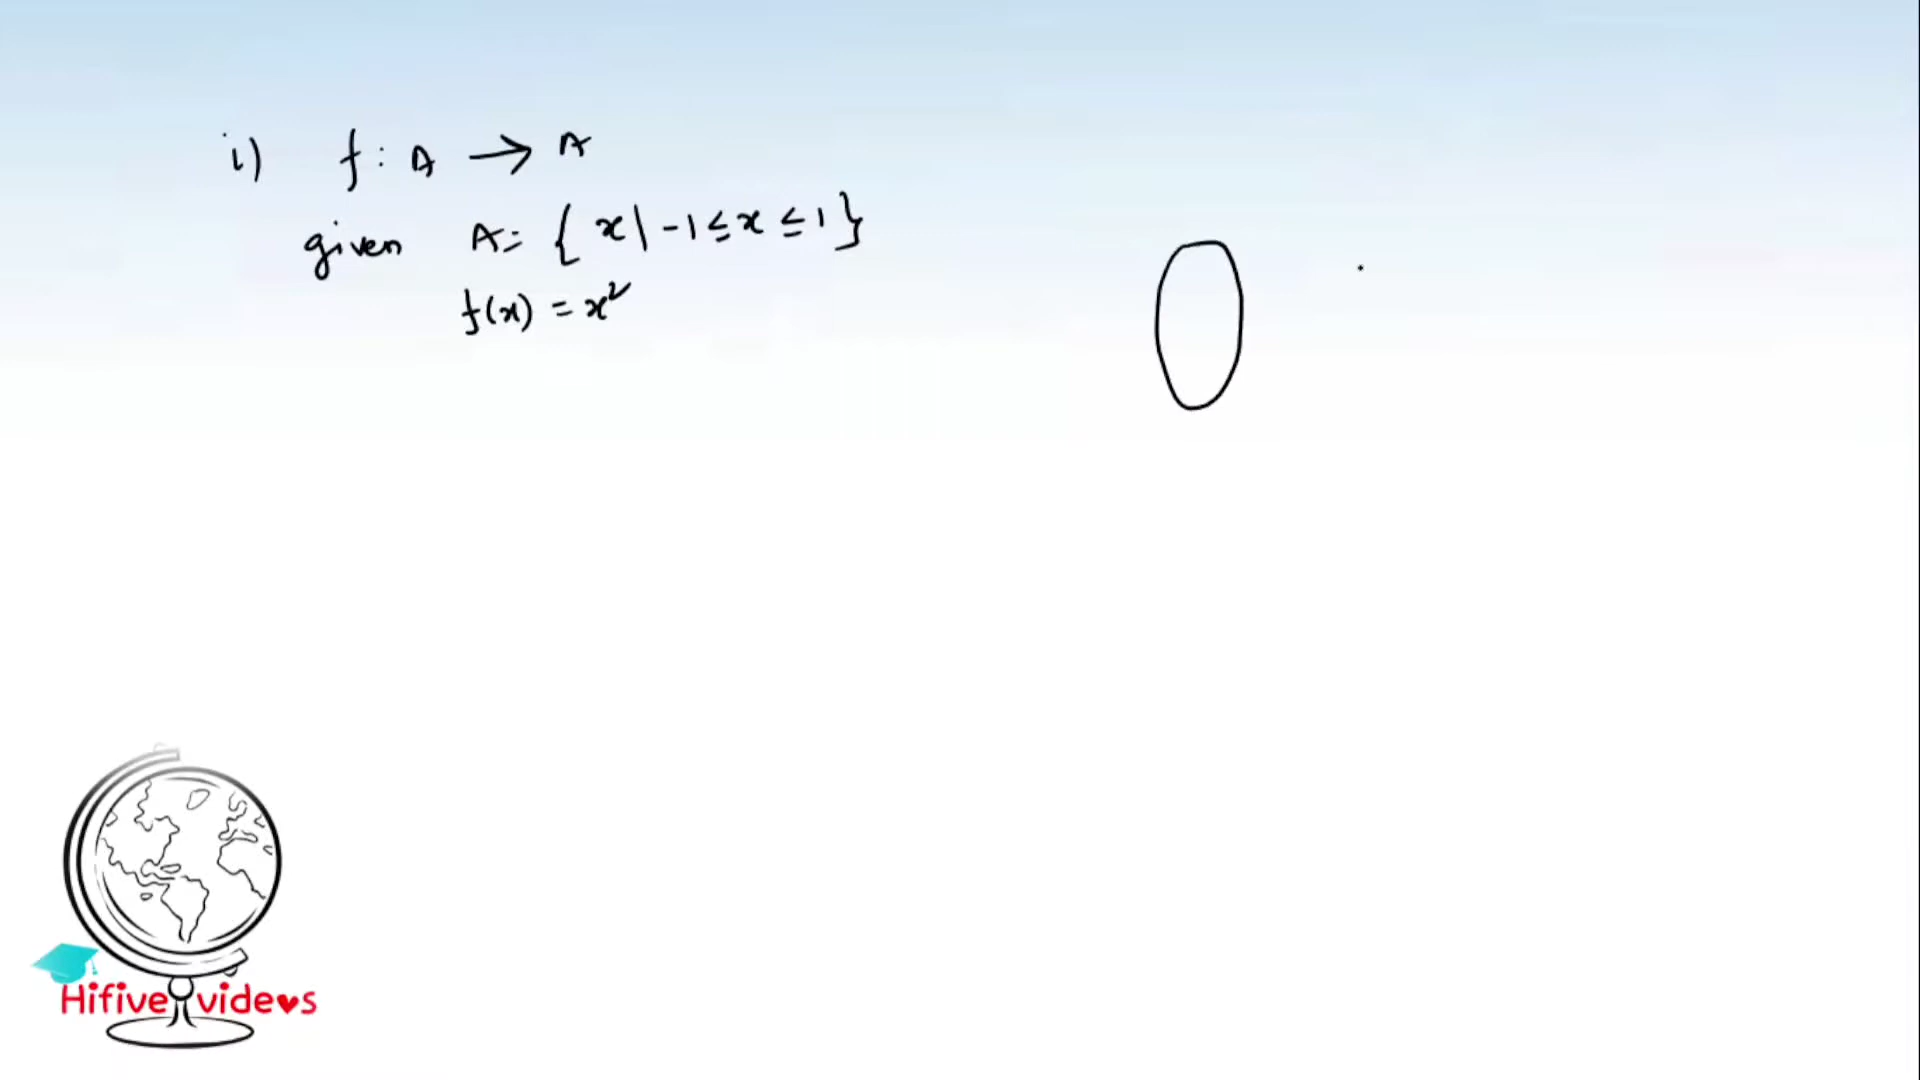 i) f : A → A
given A = { x | -1 ≤ x ≤ 1 }
f(x) = x²
Hifive videos